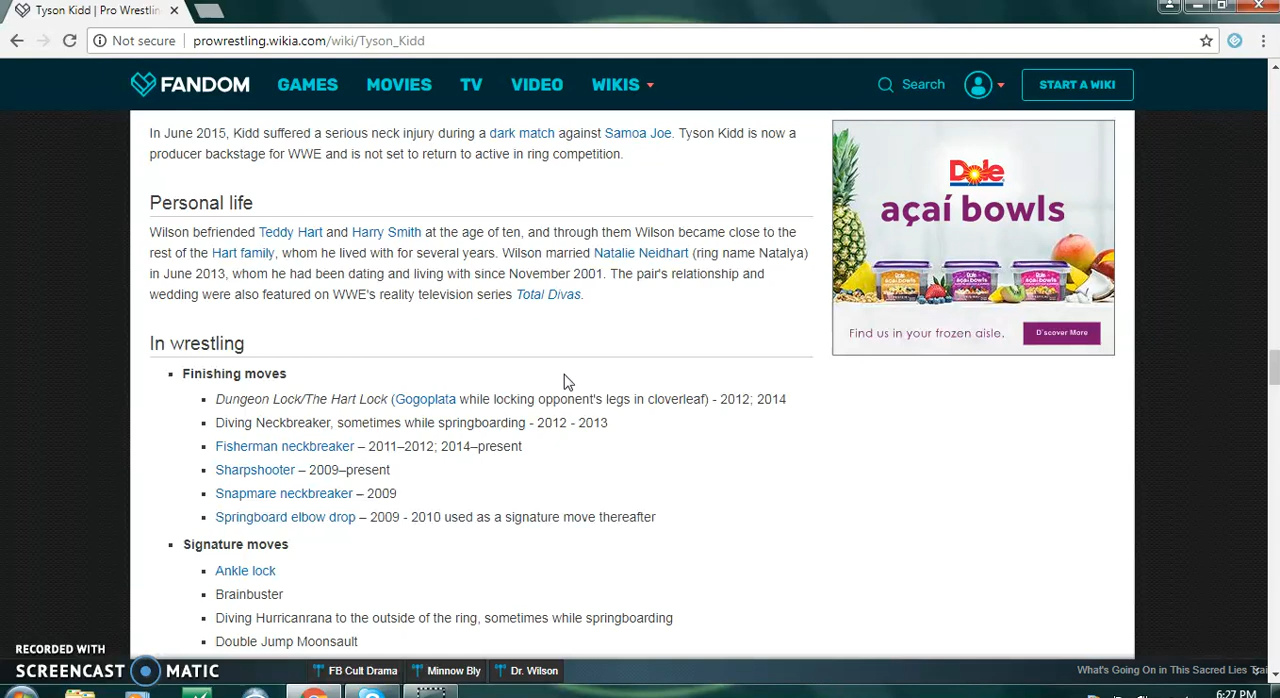 Tyson Kidd | Pro Wrestlin
Not secure | prowrestling.wikia.com/wiki/Tyson_Kidd
FANDOM GAMES MOVIES TV VIDEO WIKIS Search START A WIKI
In June 2015, Kidd suffered a serious neck injury during a dark match against Samoa Joe. Tyson Kidd is now a
producer backstage for WWE and is not set to return to active in ring competition.
Personal life
Wilson befriended Teddy Hart and Harry Smith at the age of ten, and through them Wilson became close to the
rest of the Hart family, whom he lived with for several years. Wilson married Natalie Neidhart (ring name Natalya)
in June 2013, whom he had been dating and living with since November 2001. The pair's relationship and
wedding were also featured on WWE's reality television series Total Divas.
In wrestling
Finishing moves
Dungeon Lock/The Hart Lock (Gogoplata while locking opponent's legs in cloverleaf) - 2012; 2014
Diving Neckbreaker, sometimes while springboarding - 2012 - 2013
Fisherman neckbreaker – 2011–2012; 2014–present
Sharpshooter – 2009–present
Snapmare neckbreaker – 2009
Springboard elbow drop – 2009 - 2010 used as a signature move thereafter
Signature moves
Ankle lock
Brainbuster
Diving Hurricanrana to the outside of the ring, sometimes while springboarding
Double Jump Moonsault
Dole
açaí bowls
Find us in your frozen aisle. Discover More
RECORDED WITH
SCREENCAST MATIC
FB Cult Drama Minnow Bly Dr. Wilson
What's Going On in This Sacred Lies
6:27 PM